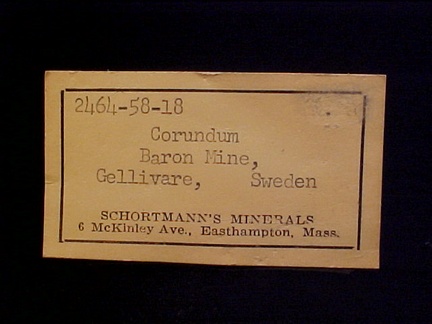 2464-58-18
Corundum
Baron Mine,
Gellivare, Sweden
SCHORTMANN'S MINERALS
6 McKinley Ave., Easthampton, Mass.